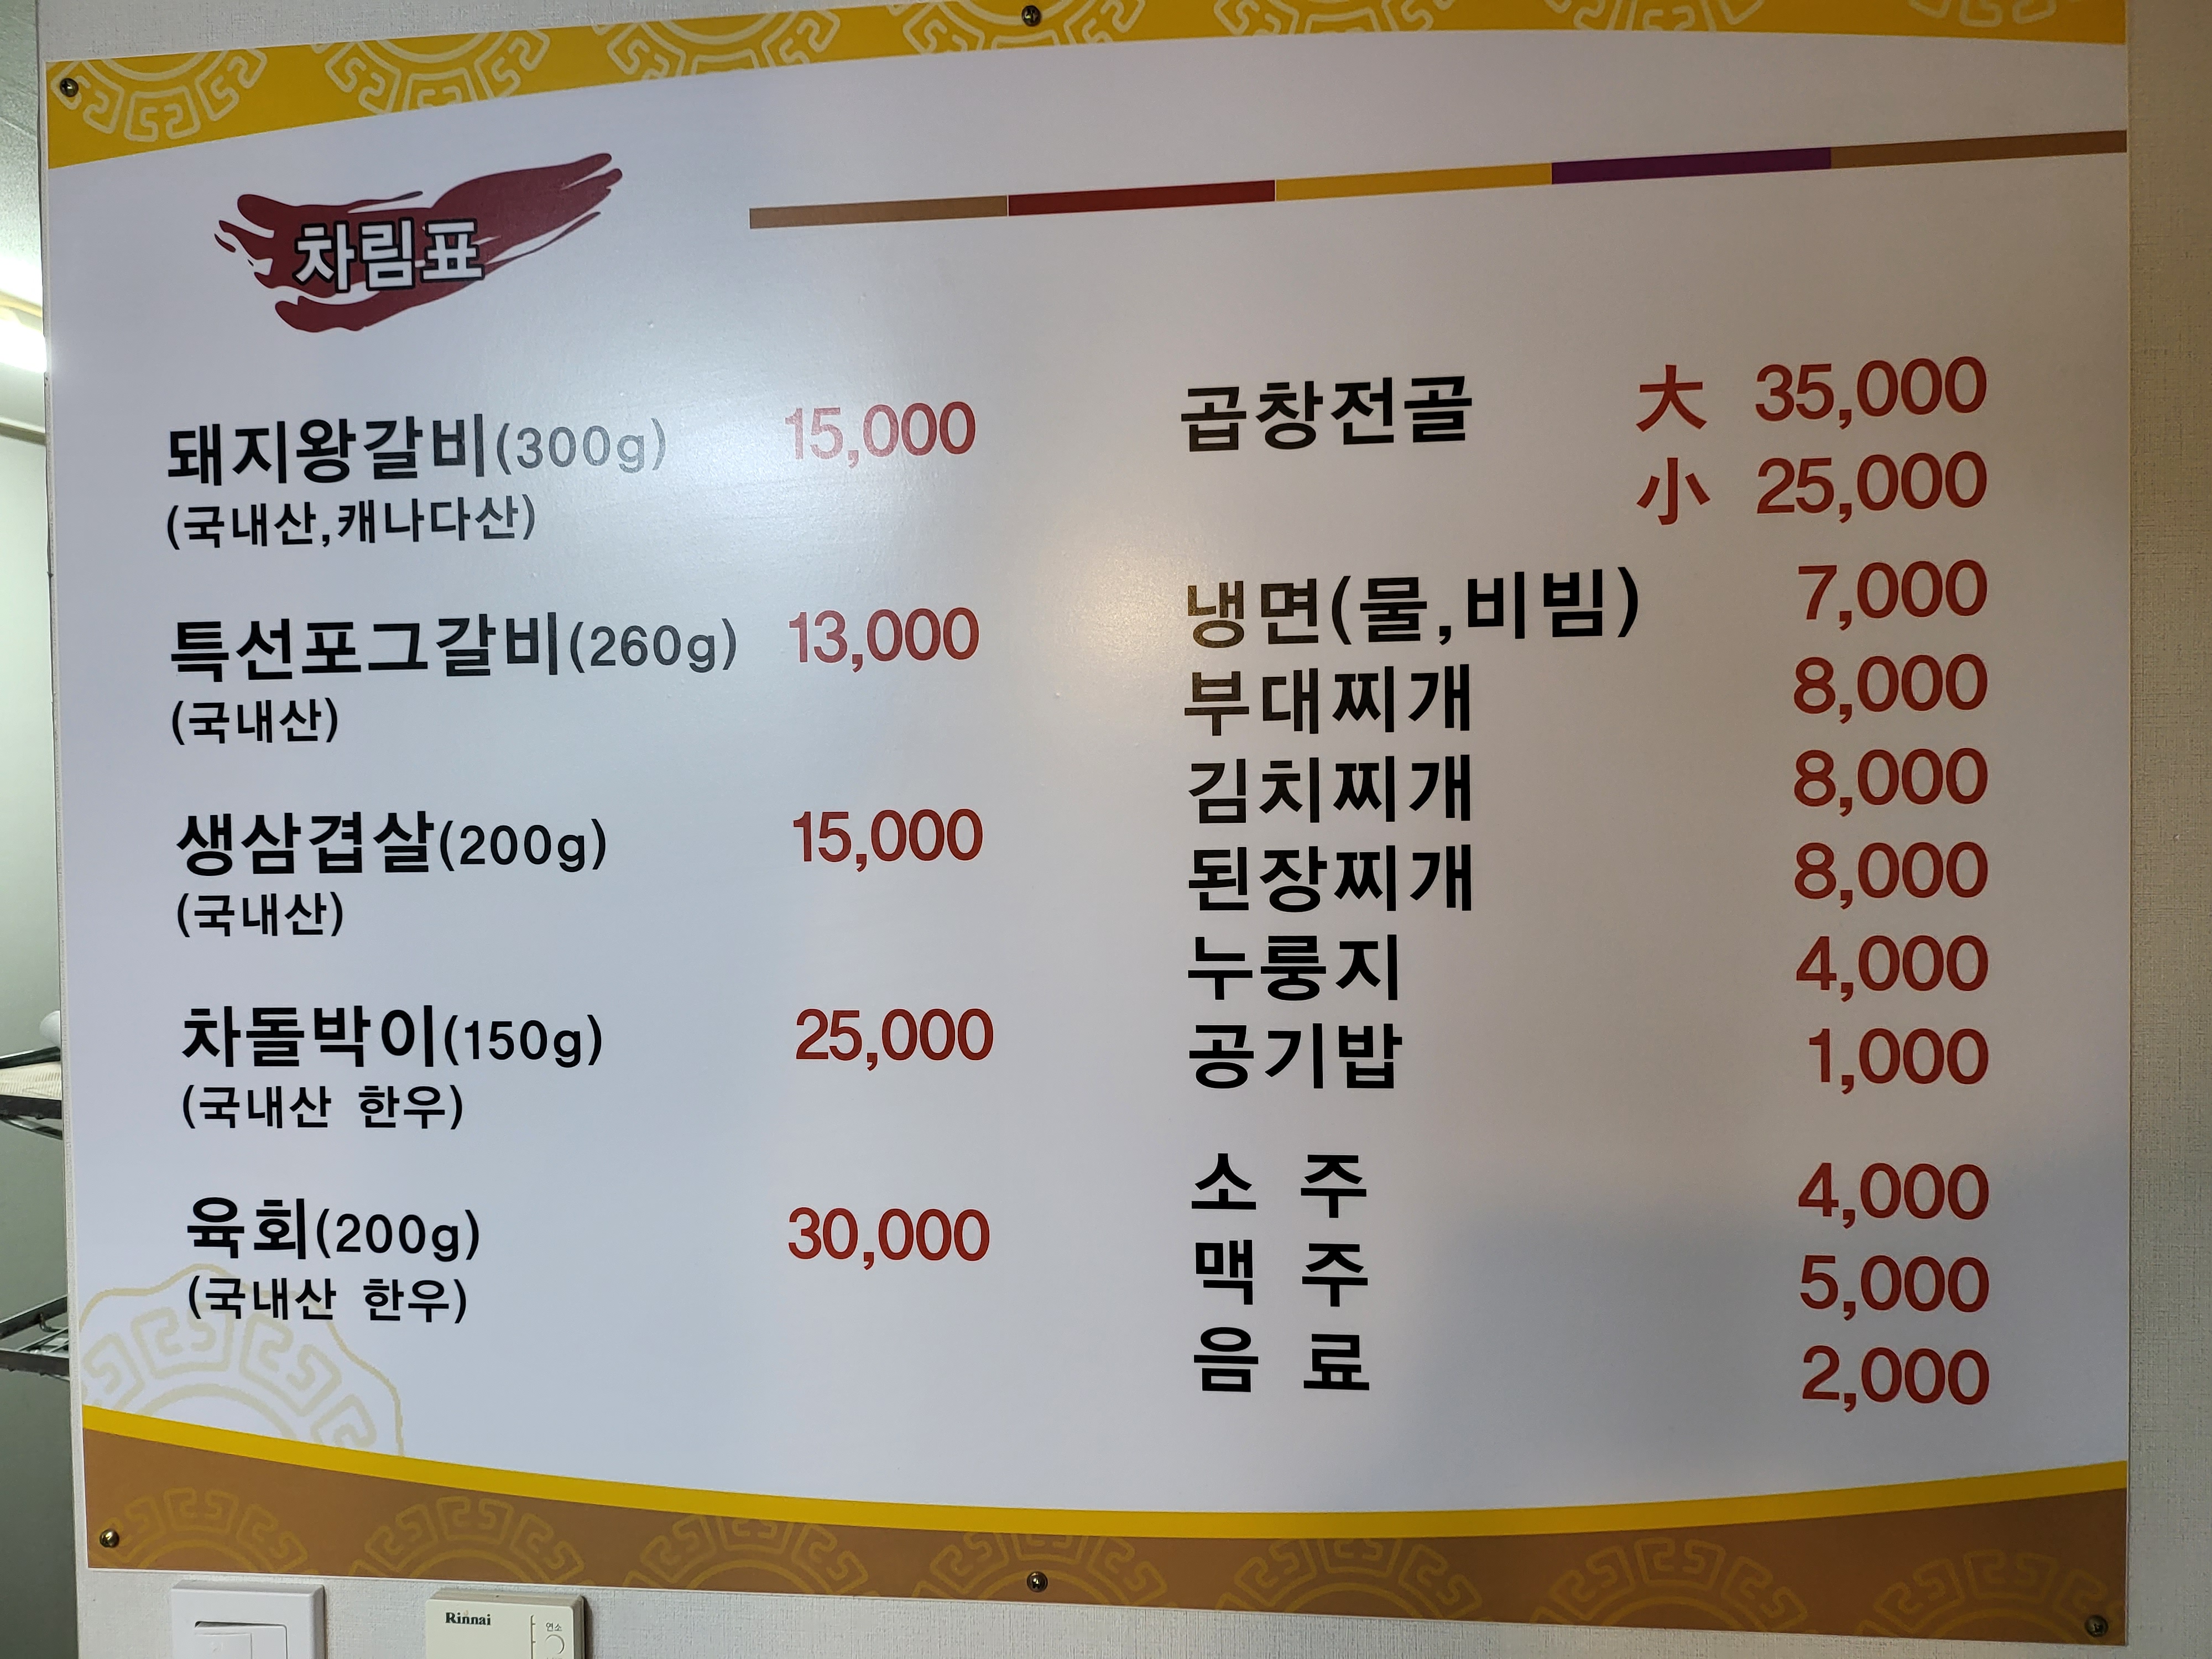 차림표
돼지왕갈비(300g) 15,000
(국내산,캐나다산)
특선포그갈비(260g) 13,000
(국내산)
생삼겹살(200g) 15,000
(국내산)
차돌박이(150g) 25,000
(국내산 한우)
육회(200g) 30,000
(국내산 한우)
곱창전골 大 35,000
小 25,000
냉면(물,비빔) 7,000
부대찌개 8,000
김치찌개 8,000
된장찌개 8,000
누룽지 4,000
공기밥 1,000
소 주 4,000
맥 주 5,000
음 료 2,000
Rinnai
연소